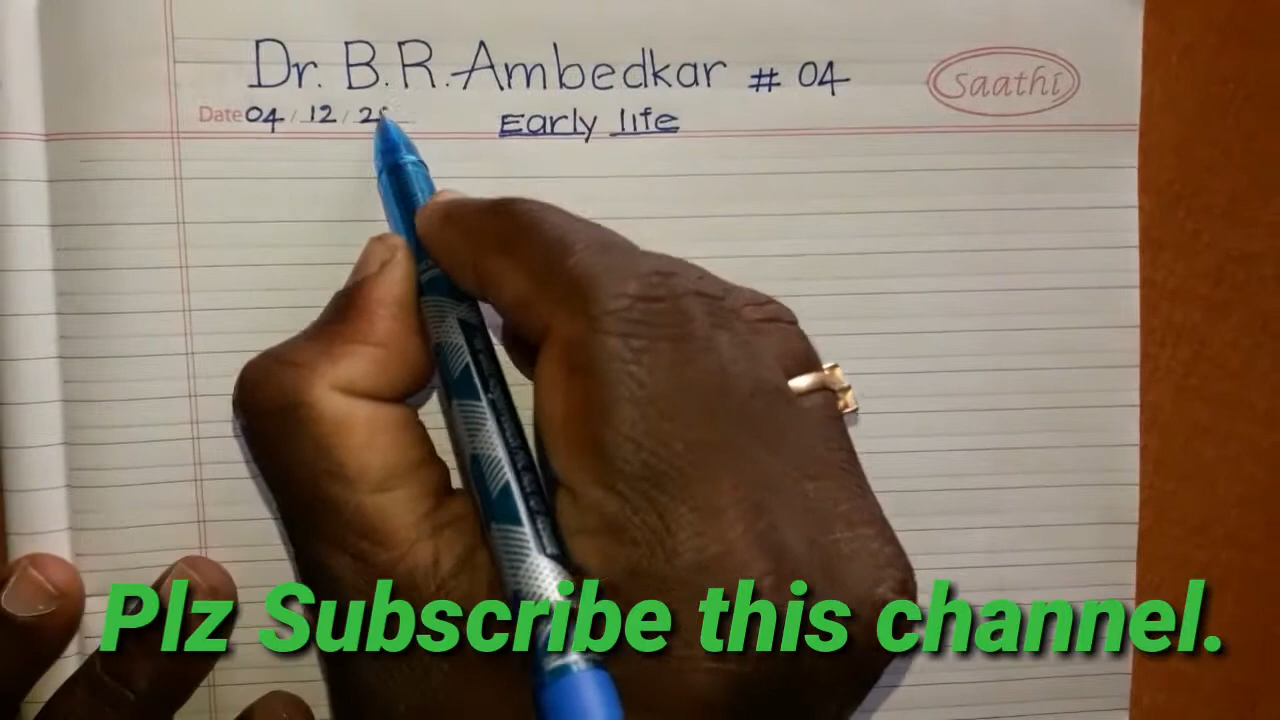 Dr. B.R. Ambedkar # 04
Saathi
Date 04 / 12 /
Early life
Plz Subscribe this channel.